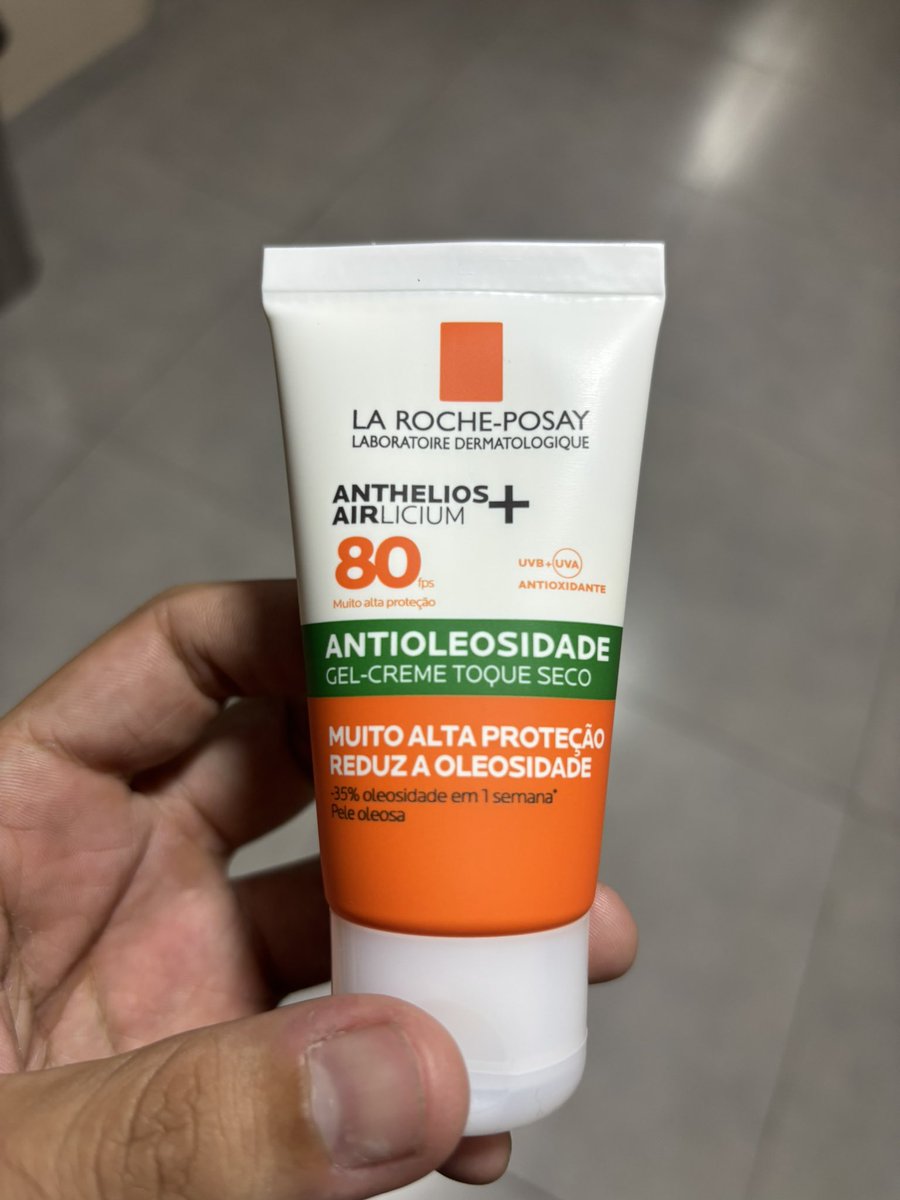 LA ROCHE-POSAY
LABORATOIRE DERMATOLOGIQUE
ANTHELIOS
AIRLICIUM +
80 fps
Muito alta proteção
UVB+UVA
ANTIOXIDANTE
ANTIOLEOSIDADE
GEL-CREME TOQUE SECO
MUITO ALTA PROTEÇÃO
REDUZ A OLEOSIDADE
-35% oleosidade em 1 semana*
Pele oleosa